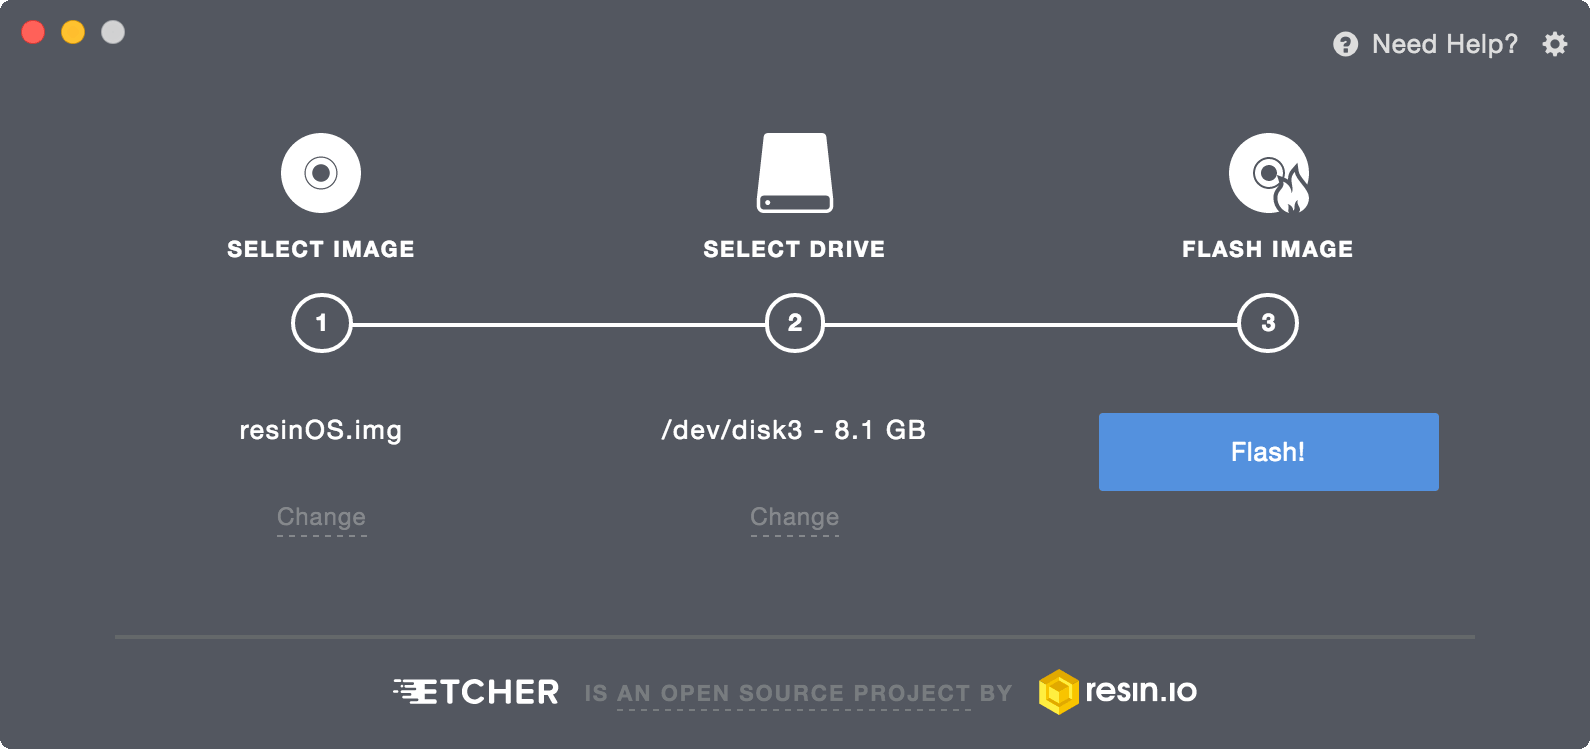 Need Help?
SELECT IMAGE
SELECT DRIVE
FLASH IMAGE
1
2
3
resinOS.img
/dev/disk3 - 8.1 GB
Flash!
Change
Change
ETCHER IS AN OPEN SOURCE PROJECT BY resin.io